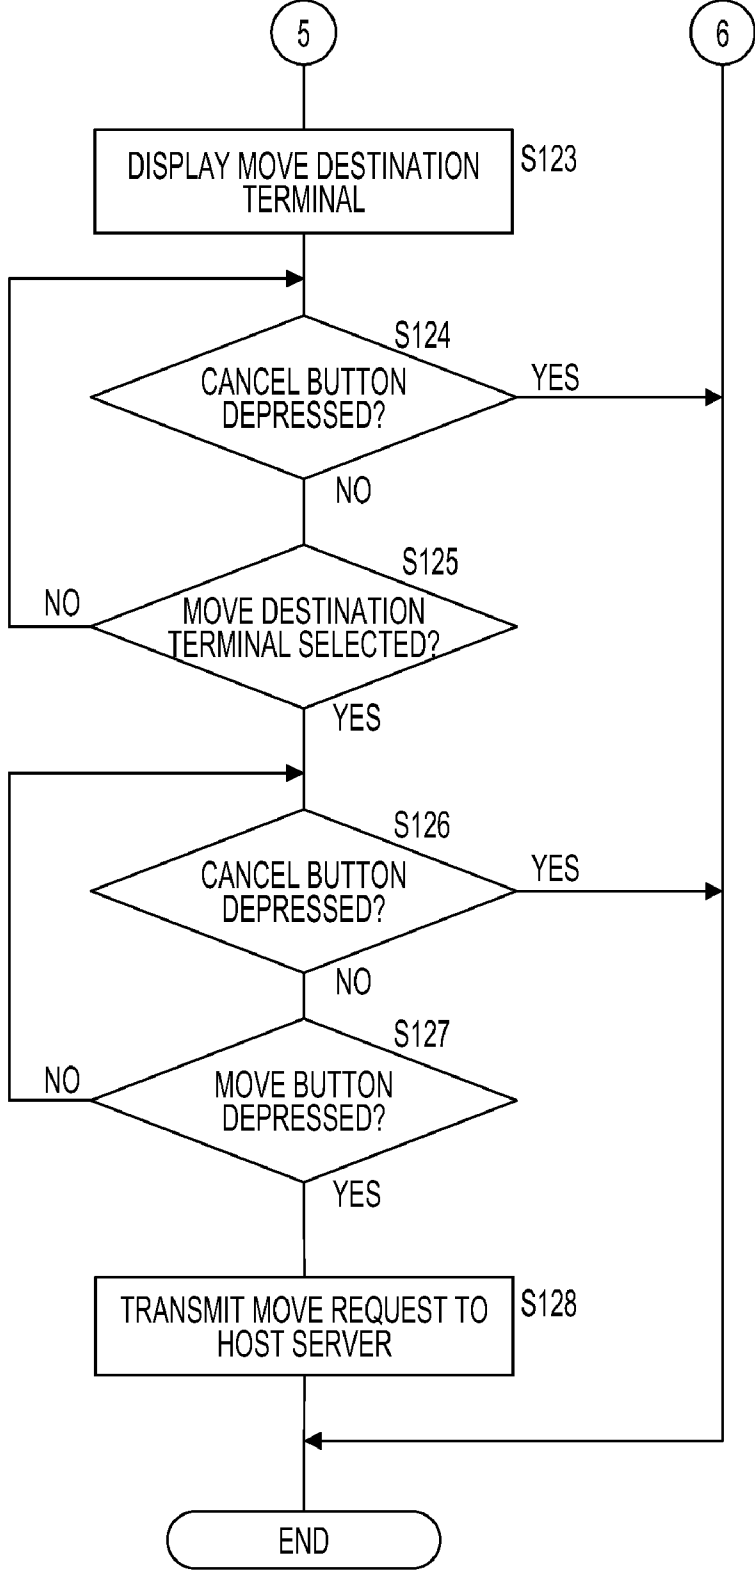 5
6
DISPLAY MOVE DESTINATION
TERMINAL
S123
S124
CANCEL BUTTON
DEPRESSED?
YES
NO
S125
NO
MOVE DESTINATION
TERMINAL SELECTED?
YES
S126
CANCEL BUTTON
DEPRESSED?
YES
NO
S127
NO
MOVE BUTTON
DEPRESSED?
YES
TRANSMIT MOVE REQUEST TO
HOST SERVER
S128
END